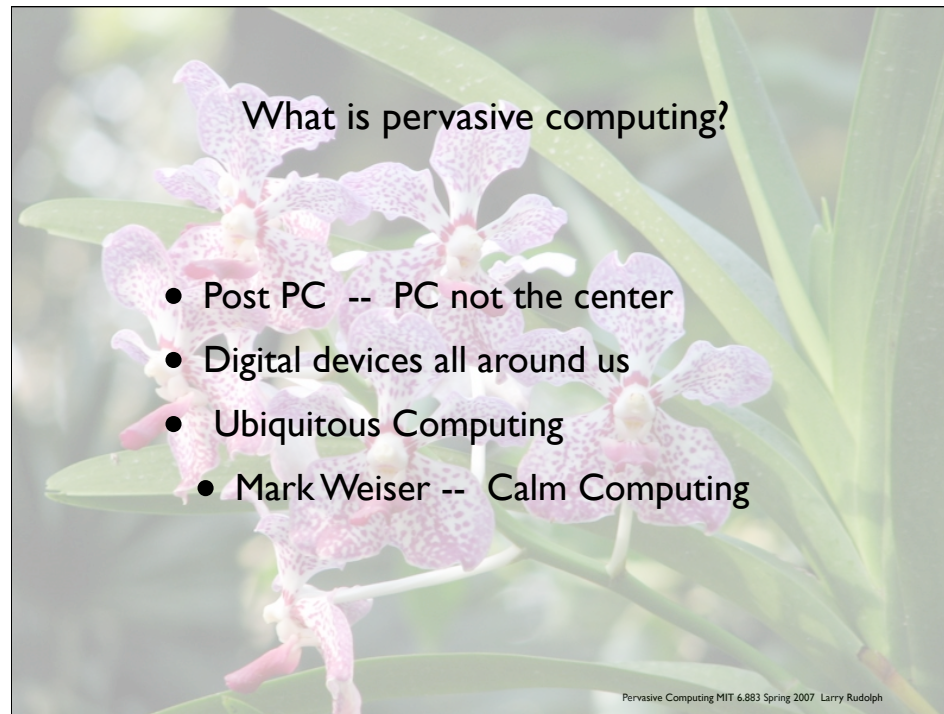 What is pervasive computing?
• Post PC -- PC not the center
• Digital devices all around us
• Ubiquitous Computing
• Mark Weiser -- Calm Computing
Pervasive Computing MIT 6.883 Spring 2007 Larry Rudolph